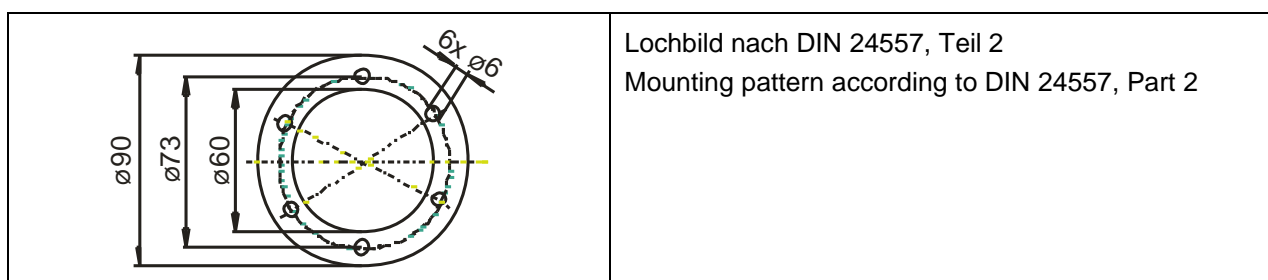 6x ø6
ø90
ø73
ø60
Lochbild nach DIN 24557, Teil 2
Mounting pattern according to DIN 24557, Part 2